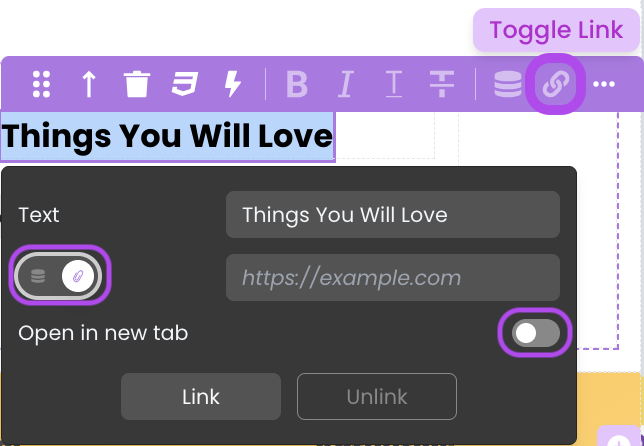 Toggle Link
B I T T
Things You Will Love
Text
Things You Will Love
https://example.com
Open in new tab
Link
Unlink